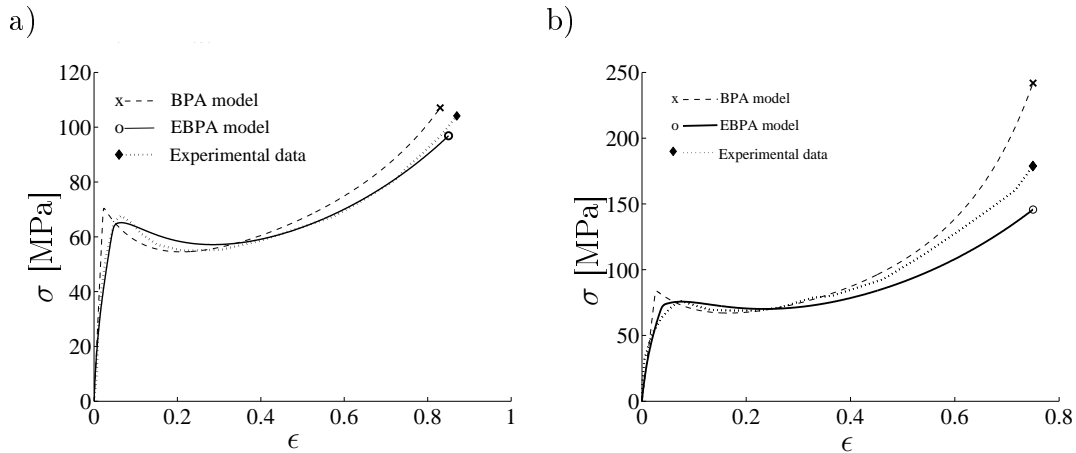 a)
σ [MPa]
120
100
80
60
40
20
0
0
0.2
0.4
0.6
0.8
1
ϵ
x BPA model
o EBPA model
Experimental data
b)
σ [MPa]
250
200
150
100
50
0
0
0.2
0.4
0.6
0.8
ϵ
x BPA model
o EBPA model
Experimental data